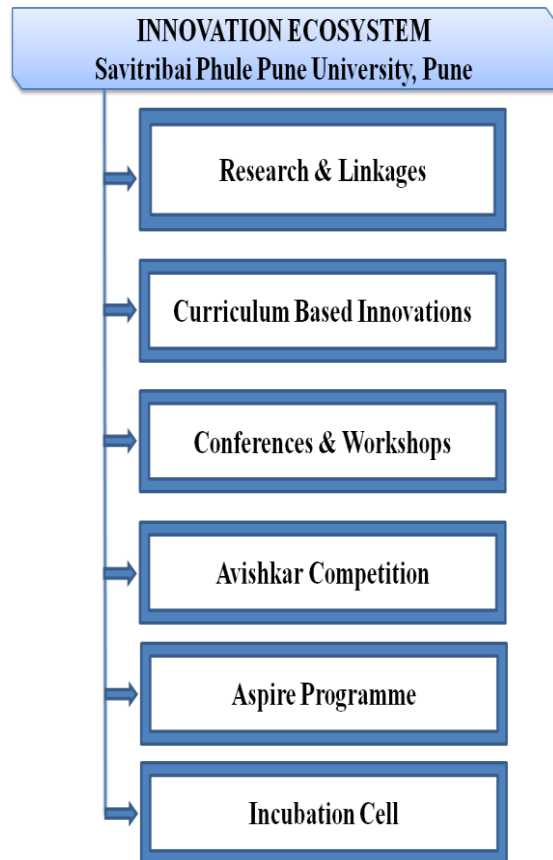 INNOVATION ECOSYSTEM
Savitribai Phule Pune University, Pune
Research & Linkages
Curriculum Based Innovations
Conferences & Workshops
Avishkar Competition
Aspire Programme
Incubation Cell